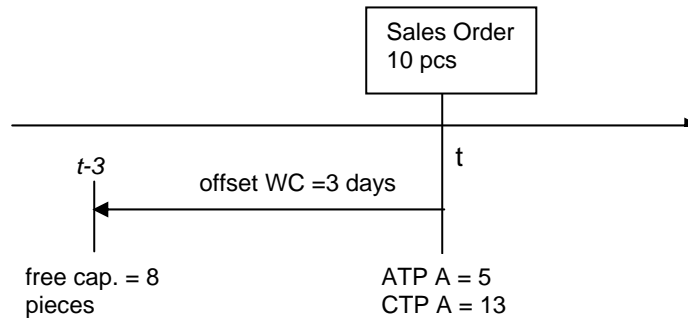 Sales Order
10 pcs
t-3
t
offset WC =3 days
free cap. = 8
pieces
ATP A = 5
CTP A = 13